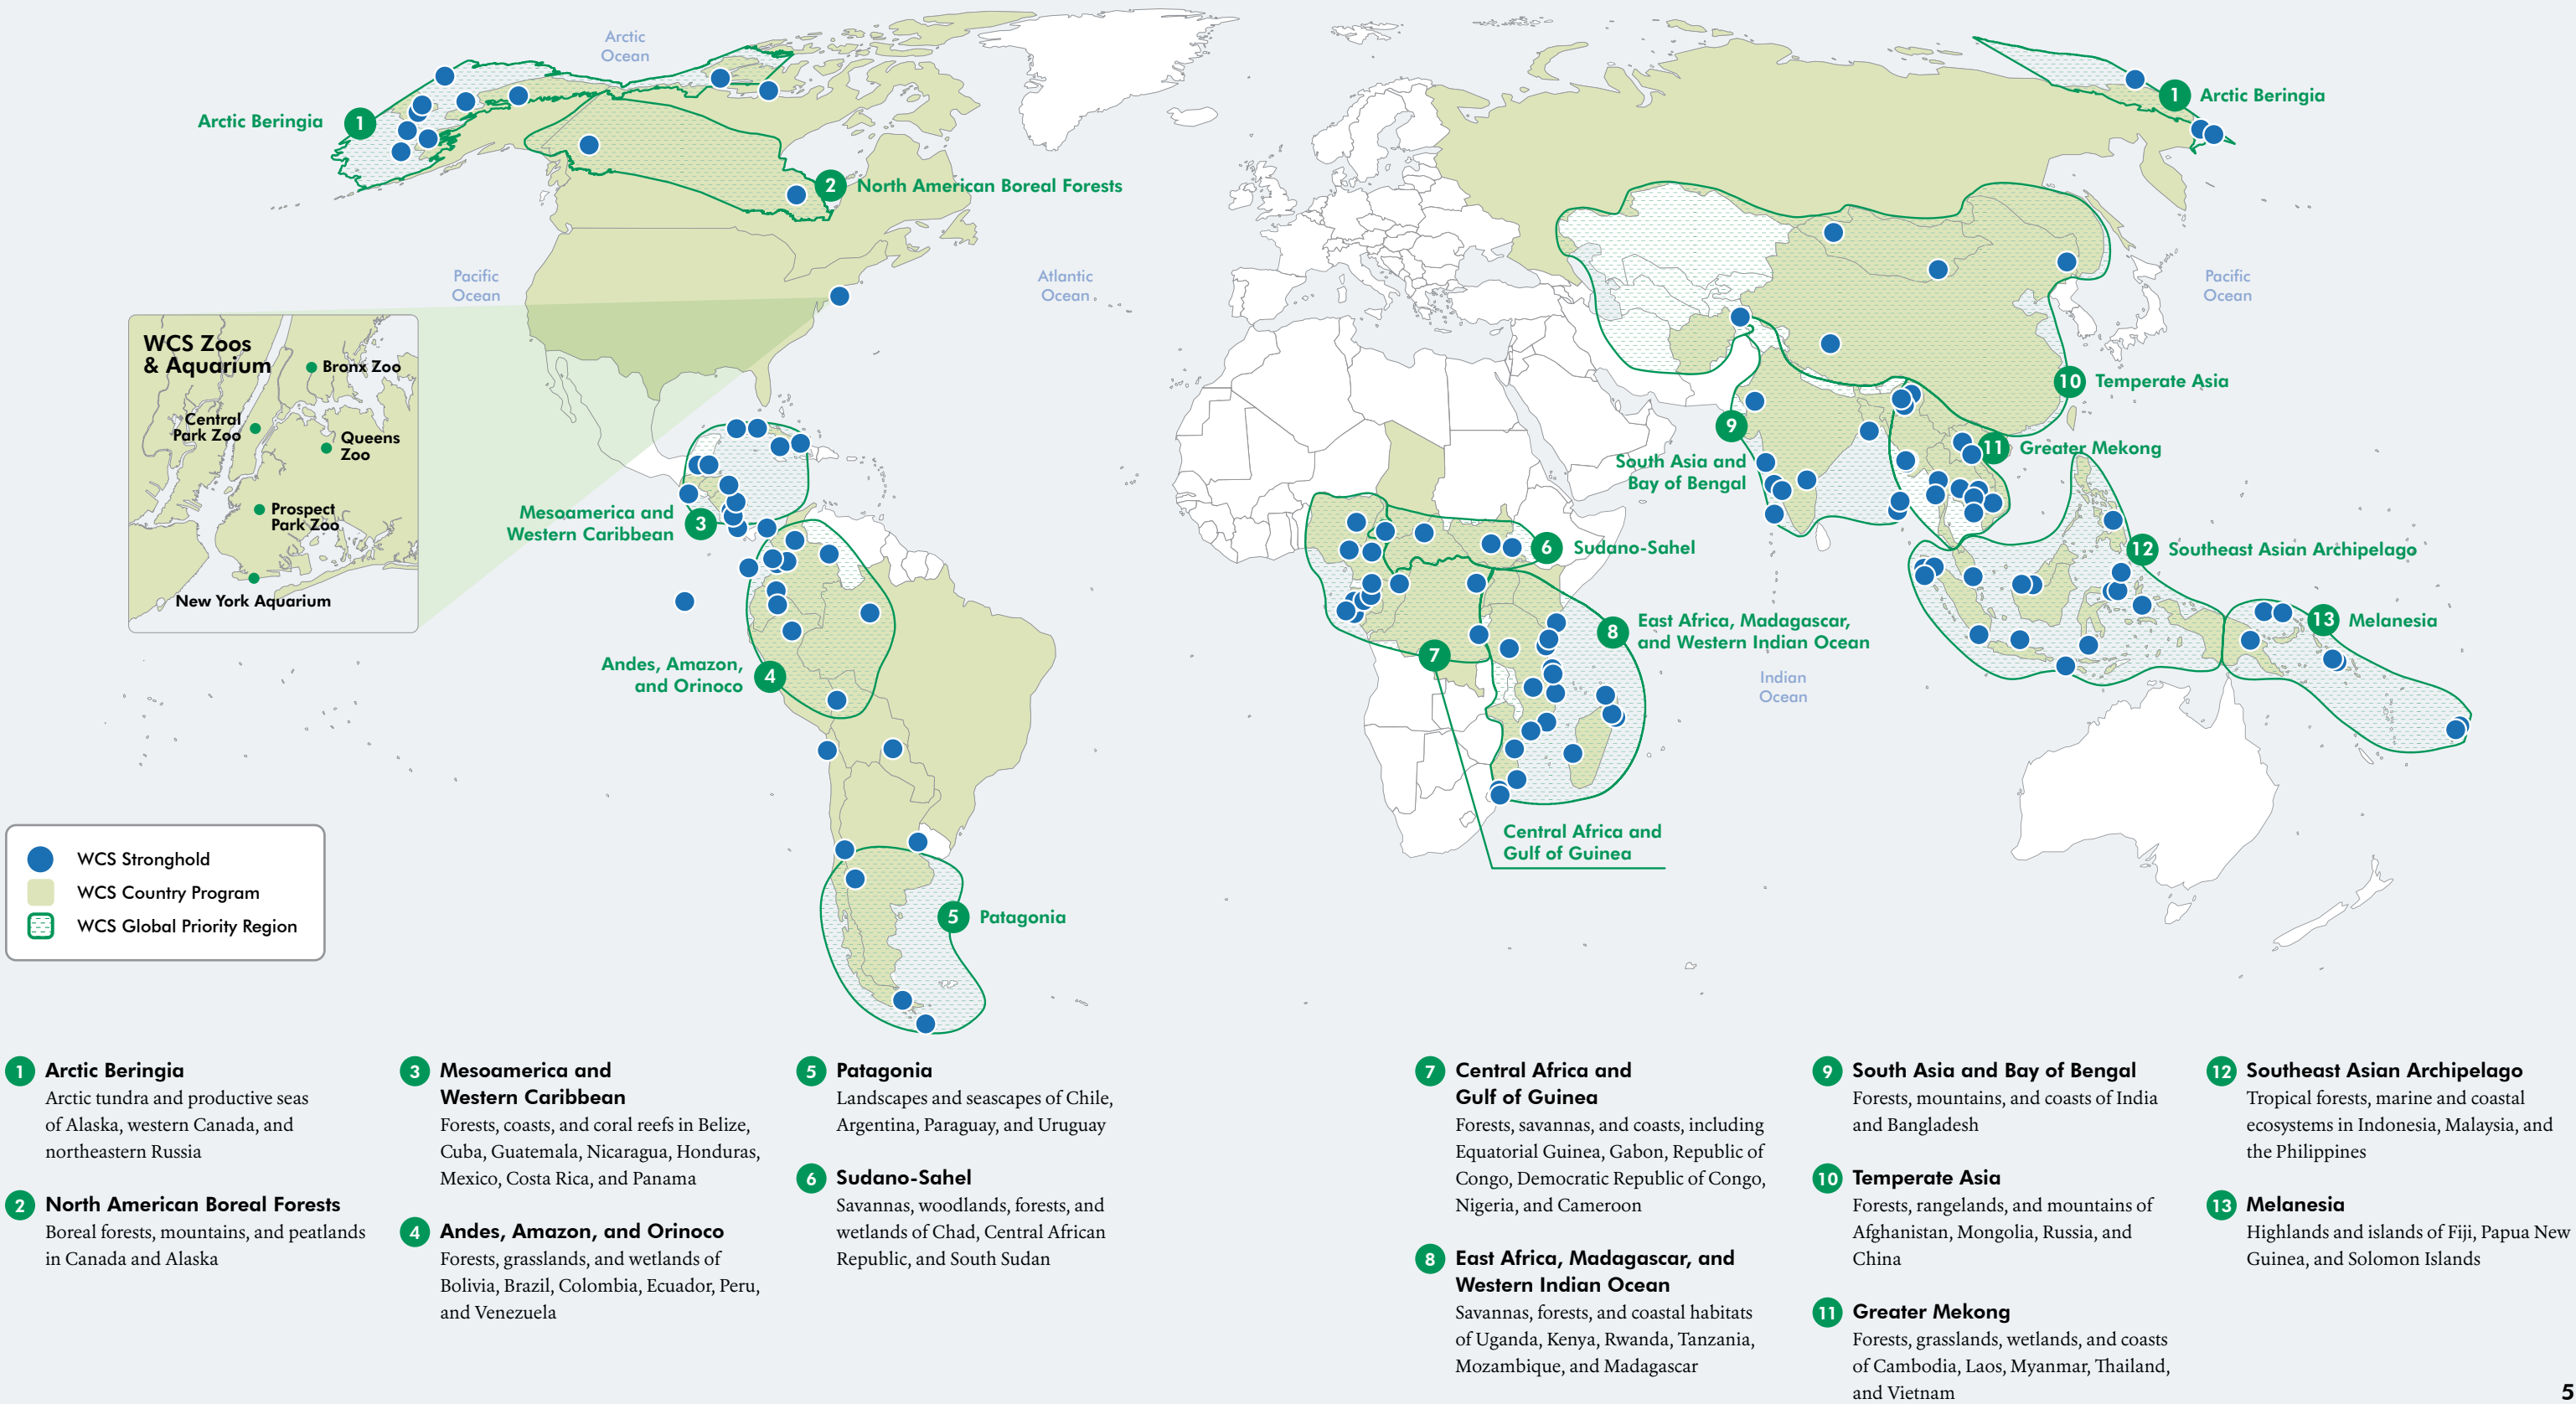 Arctic
Ocean
1
Arctic Beringia
2
North American Boreal Forests
1
Arctic Beringia
Pacific
Ocean
Atlantic
Ocean
Pacific
Ocean
WCS Zoos
& Aquarium
Bronx Zoo
Central
Park Zoo
Queens
Zoo
Prospect
Park Zoo
New York Aquarium
Mesoamerica and
Western Caribbean
3
Andes, Amazon,
and Orinoco
4
5
Patagonia
6
Sudano-Sahel
7
Central Africa and
Gulf of Guinea
8
East Africa, Madagascar,
and Western Indian Ocean
Indian
Ocean
9
South Asia and
Bay of Bengal
10
Temperate Asia
11
Greater Mekong
12
Southeast Asian Archipelago
13
Melanesia
WCS Stronghold
WCS Country Program
WCS Global Priority Region
1
Arctic Beringia
Arctic tundra and productive seas
of Alaska, western Canada, and
northeastern Russia
2
North American Boreal Forests
Boreal forests, mountains, and peatlands
in Canada and Alaska
3
Mesoamerica and
Western Caribbean
Forests, coasts, and coral reefs in Belize,
Cuba, Guatemala, Nicaragua, Honduras,
Mexico, Costa Rica, and Panama
4
Andes, Amazon, and Orinoco
Forests, grasslands, and wetlands of
Bolivia, Brazil, Colombia, Ecuador, Peru,
and Venezuela
5
Patagonia
Landscapes and seascapes of Chile,
Argentina, Paraguay, and Uruguay
6
Sudano-Sahel
Savannas, woodlands, forests, and
wetlands of Chad, Central African
Republic, and South Sudan
7
Central Africa and
Gulf of Guinea
Forests, savannas, and coasts, including
Equatorial Guinea, Gabon, Republic of
Congo, Democratic Republic of Congo,
Nigeria, and Cameroon
8
East Africa, Madagascar, and
Western Indian Ocean
Savannas, forests, and coastal habitats
of Uganda, Kenya, Rwanda, Tanzania,
Mozambique, and Madagascar
9
South Asia and Bay of Bengal
Forests, mountains, and coasts of India
and Bangladesh
10
Temperate Asia
Forests, rangelands, and mountains of
Afghanistan, Mongolia, Russia, and
China
11
Greater Mekong
Forests, grasslands, wetlands, and coasts
of Cambodia, Laos, Myanmar, Thailand,
and Vietnam
12
Southeast Asian Archipelago
Tropical forests, marine and coastal
ecosystems in Indonesia, Malaysia, and
the Philippines
13
Melanesia
Highlands and islands of Fiji, Papua New
Guinea, and Solomon Islands
5